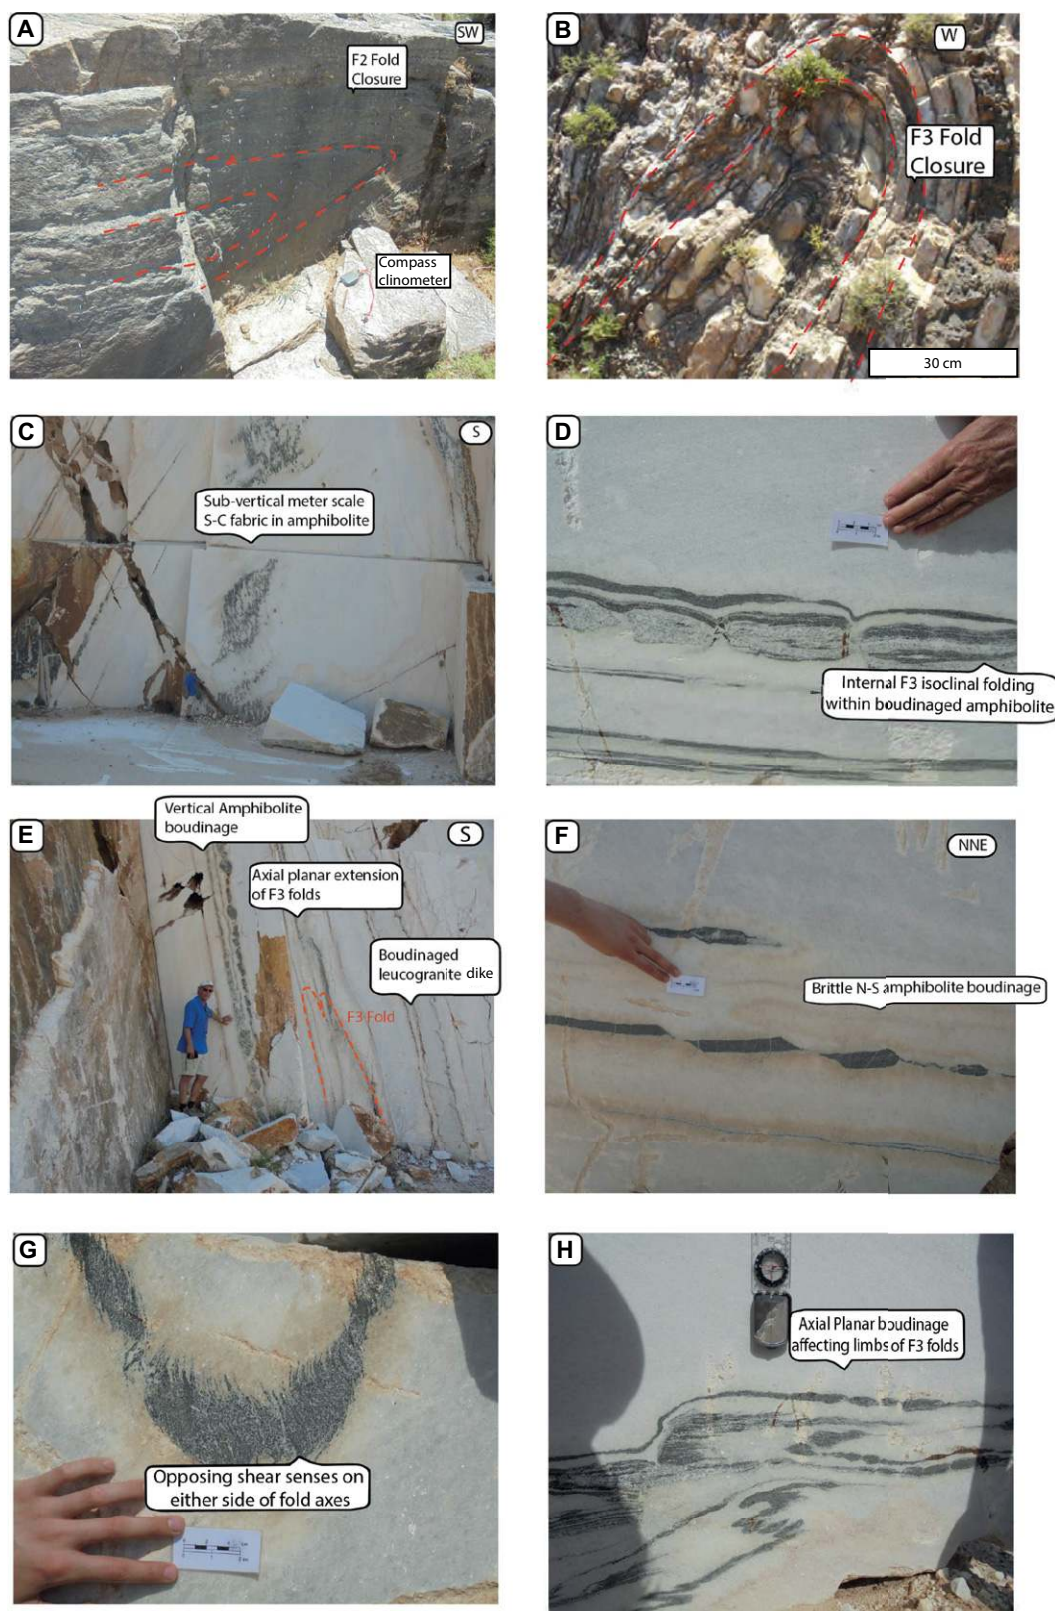 A
SW
F2 Fold
Closure
Compass
clinometer
B
W
F3 Fold
Closure
30 cm
C
S
Sub-vertical meter scale
S-C fabric in amphibolite
D
Internal F3 isoclinal folding
within boudinaged amphibolite
E
Vertical Amphibolite
boudinage
S
Axial planar extension
of F3 folds
Boudinaged
leucogranite dike
F3 Fold
F
NNE
Brittle N-S amphibolite boudinage
G
Opposing shear senses on
either side of fold axes
H
Axial Planar boudinage
affecting limbs of F3 folds